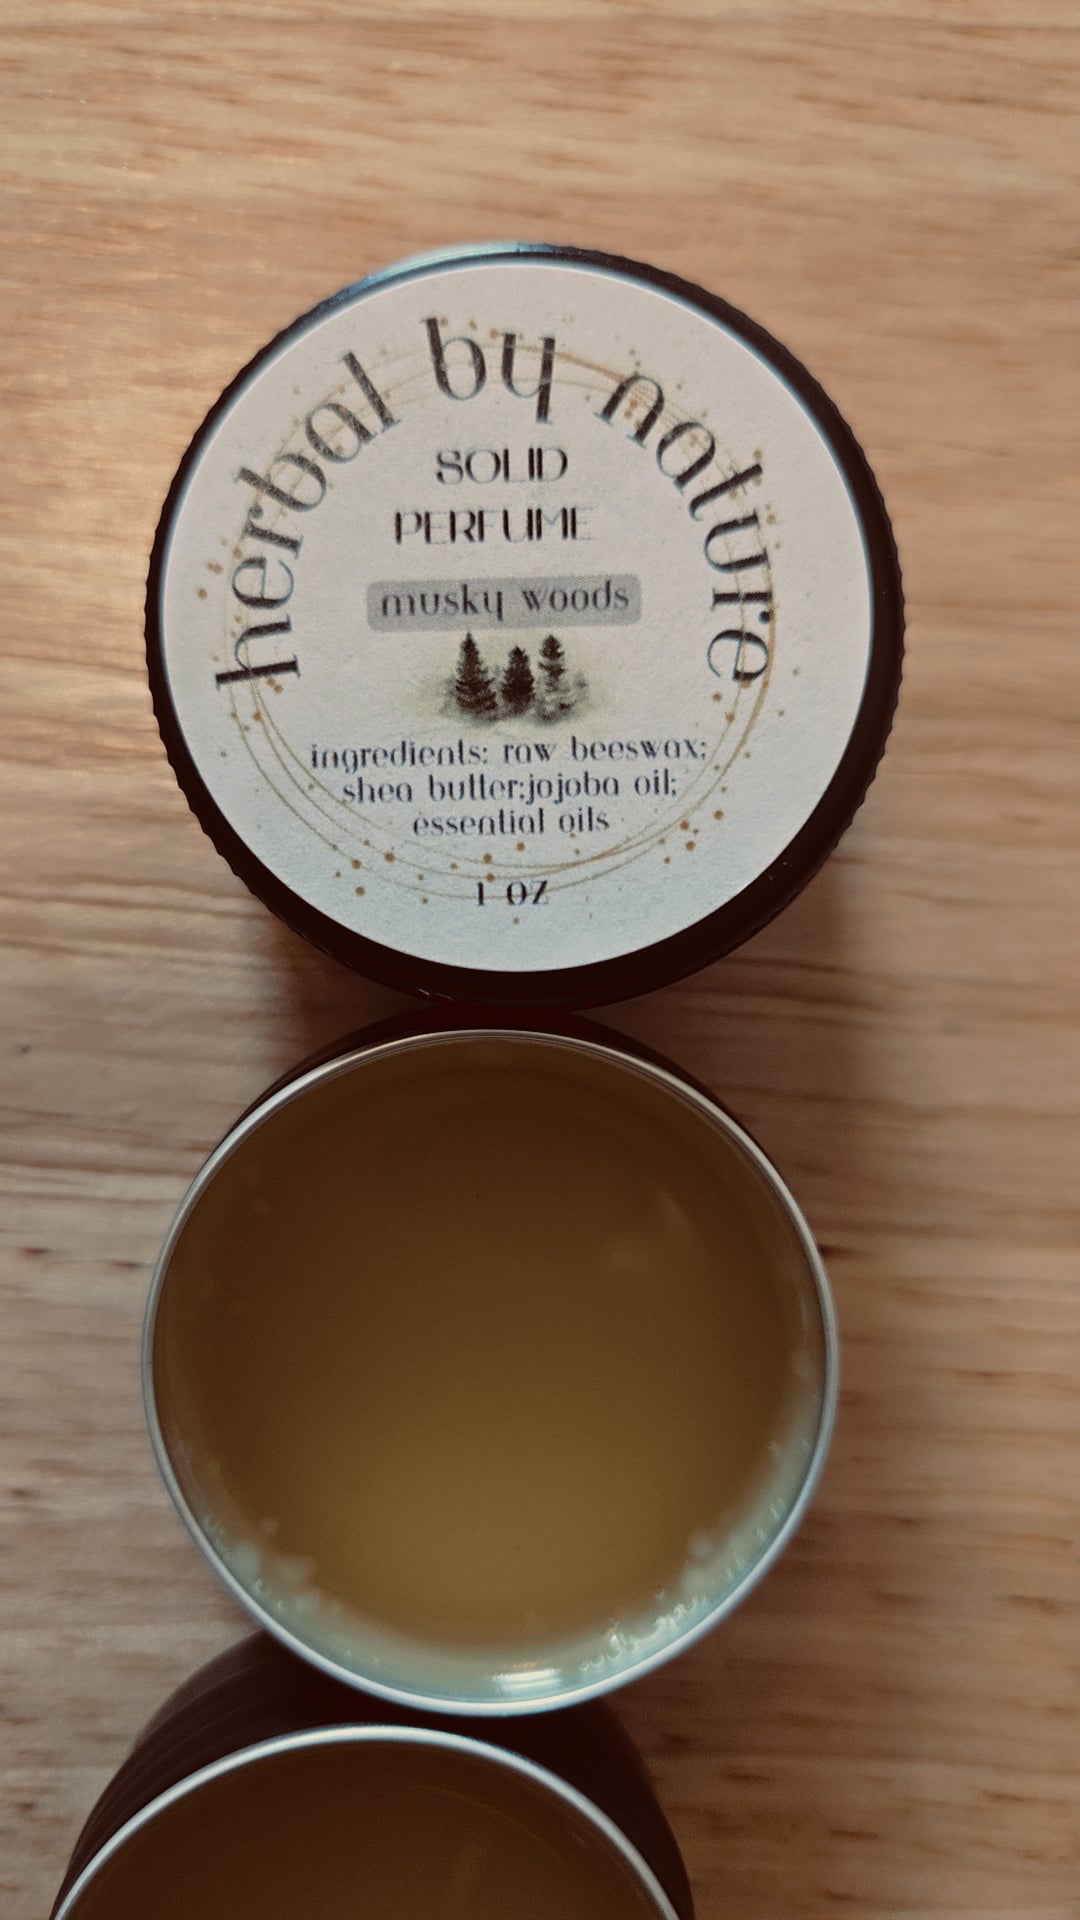 herbal by nature
SOLID
PERFUME
musky woods
ingredients: raw beeswax;
shea butter;jojoba oil;
essential oils
1 OZ